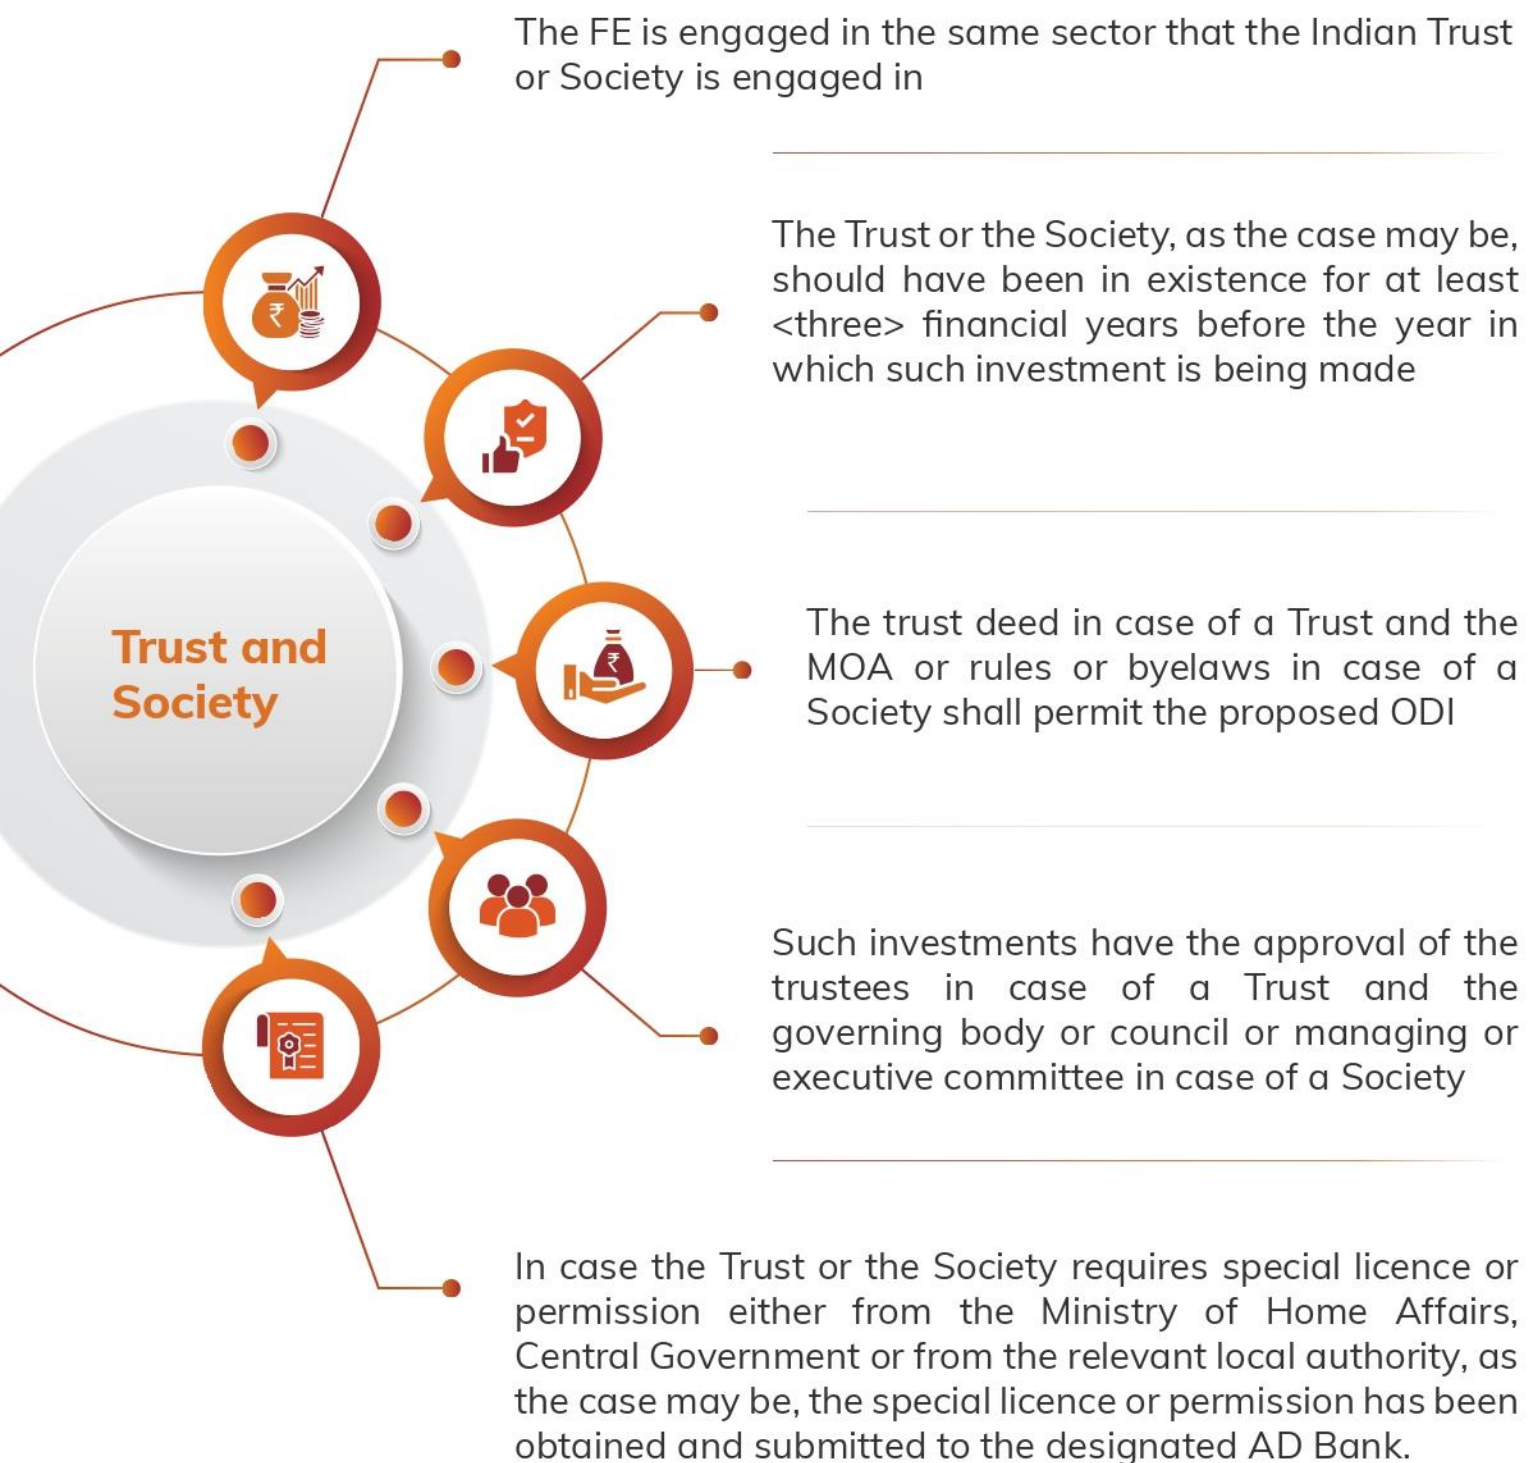 The FE is engaged in the same sector that the Indian Trust
or Society is engaged in
The Trust or the Society, as the case may be,
should have been in existence for at least
<three> financial years before the year in
which such investment is being made
Trust and
Society
The trust deed in case of a Trust and the
MOA or rules or byelaws in case of a
Society shall permit the proposed ODI
Such investments have the approval of the
trustees in case of a Trust and the
governing body or council or managing or
executive committee in case of a Society
In case the Trust or the Society requires special licence or
permission either from the Ministry of Home Affairs,
Central Government or from the relevant local authority, as
the case may be, the special licence or permission has been
obtained and submitted to the designated AD Bank.